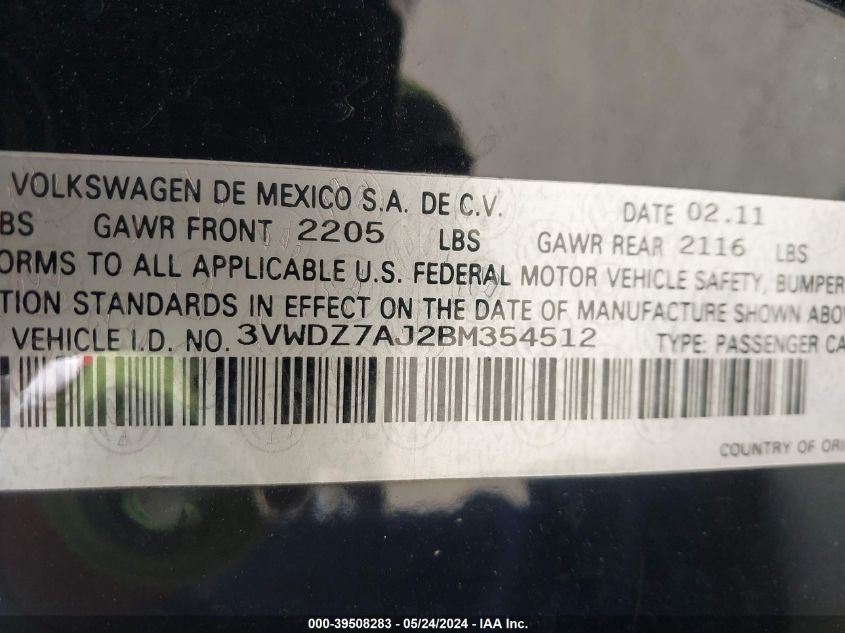 VOLKSWAGEN DE MEXICO S.A. DE C.V. DATE 02.11
BS GAWR FRONT 2205 LBS GAWR REAR 2116 LBS
ORMS TO ALL APPLICABLE U.S. FEDERAL MOTOR VEHICLE SAFETY, BUMPER
TION STANDARDS IN EFFECT ON THE DATE OF MANUFACTURE SHOWN ABO
VEHICLE I.D. NO. 3VWDZ7AJ2BM354512 TYPE: PASSENGER CA
COUNTRY OF ORI
000-39508283 - 05/24/2024 - IAA Inc.